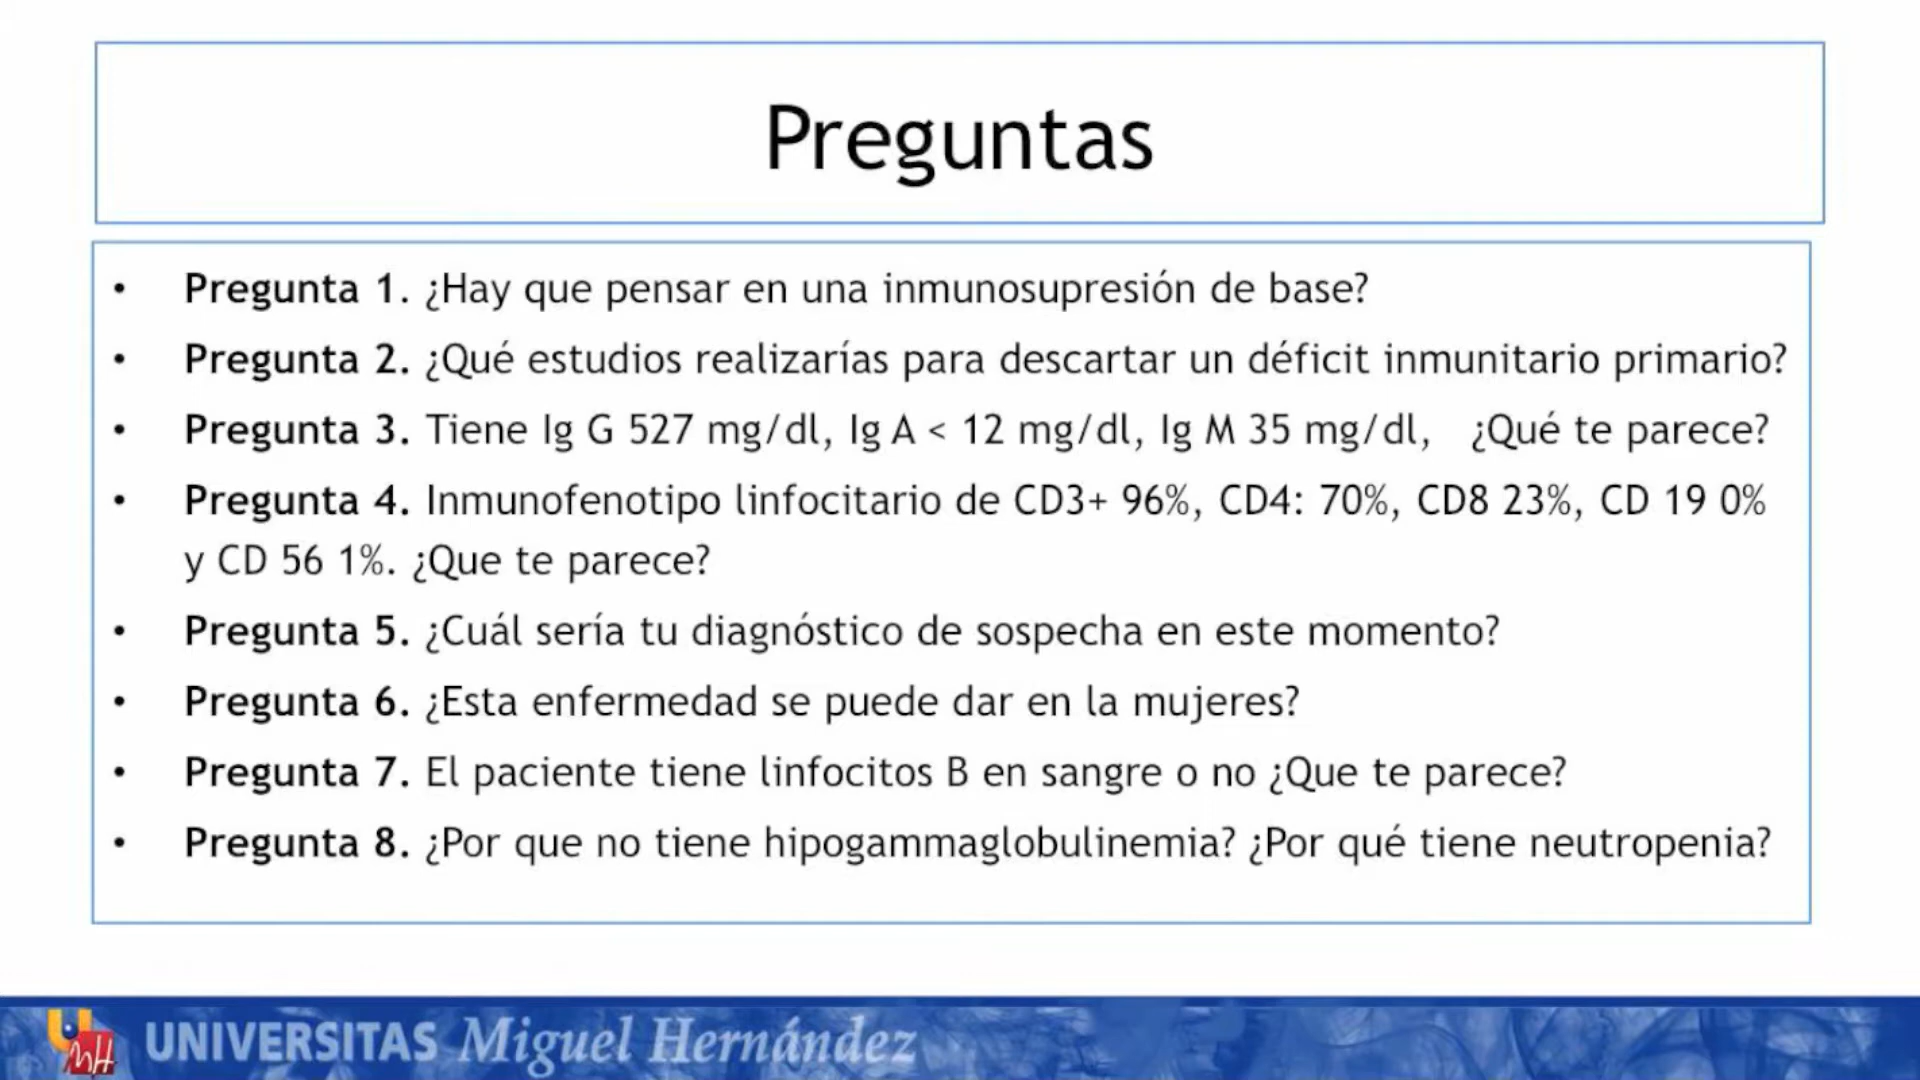 Preguntas
• Pregunta 1. ¿Hay que pensar en una inmunosupresión de base?
• Pregunta 2. ¿Qué estudios realizarías para descartar un déficit inmunitario primario?
• Pregunta 3. Tiene Ig G 527 mg/dl, Ig A < 12 mg/dl, Ig M 35 mg/dl, ¿Qué te parece?
• Pregunta 4. Inmunofenotipo linfocitario de CD3+ 96%, CD4: 70%, CD8 23%, CD 19 0%
y CD 56 1%. ¿Que te parece?
• Pregunta 5. ¿Cuál sería tu diagnóstico de sospecha en este momento?
• Pregunta 6. ¿Esta enfermedad se puede dar en la mujeres?
• Pregunta 7. El paciente tiene linfocitos B en sangre o no ¿Que te parece?
• Pregunta 8. ¿Por que no tiene hipogammaglobulinemia? ¿Por qué tiene neutropenia?
UNIVERSITAS Miguel Hernández